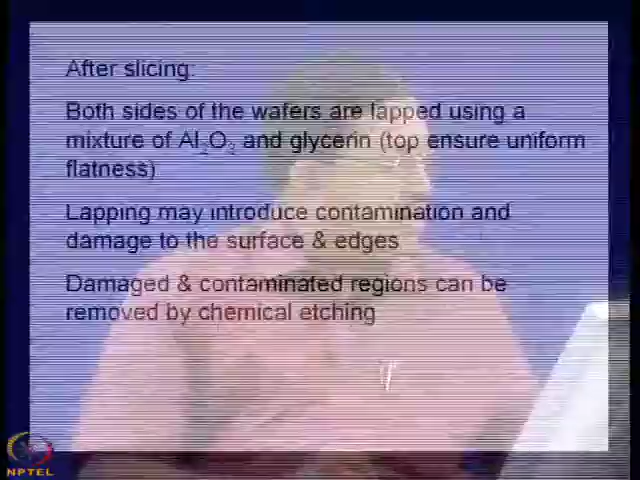 After slicing:
Both sides of the wafers are lapped using a
mixture of Al₂O₃ and glycerin (top ensure uniform
flatness)
Lapping may introduce contamination and
damage to the surface & edges
Damaged & contaminated regions can be
removed by chemical etching
NPTEL